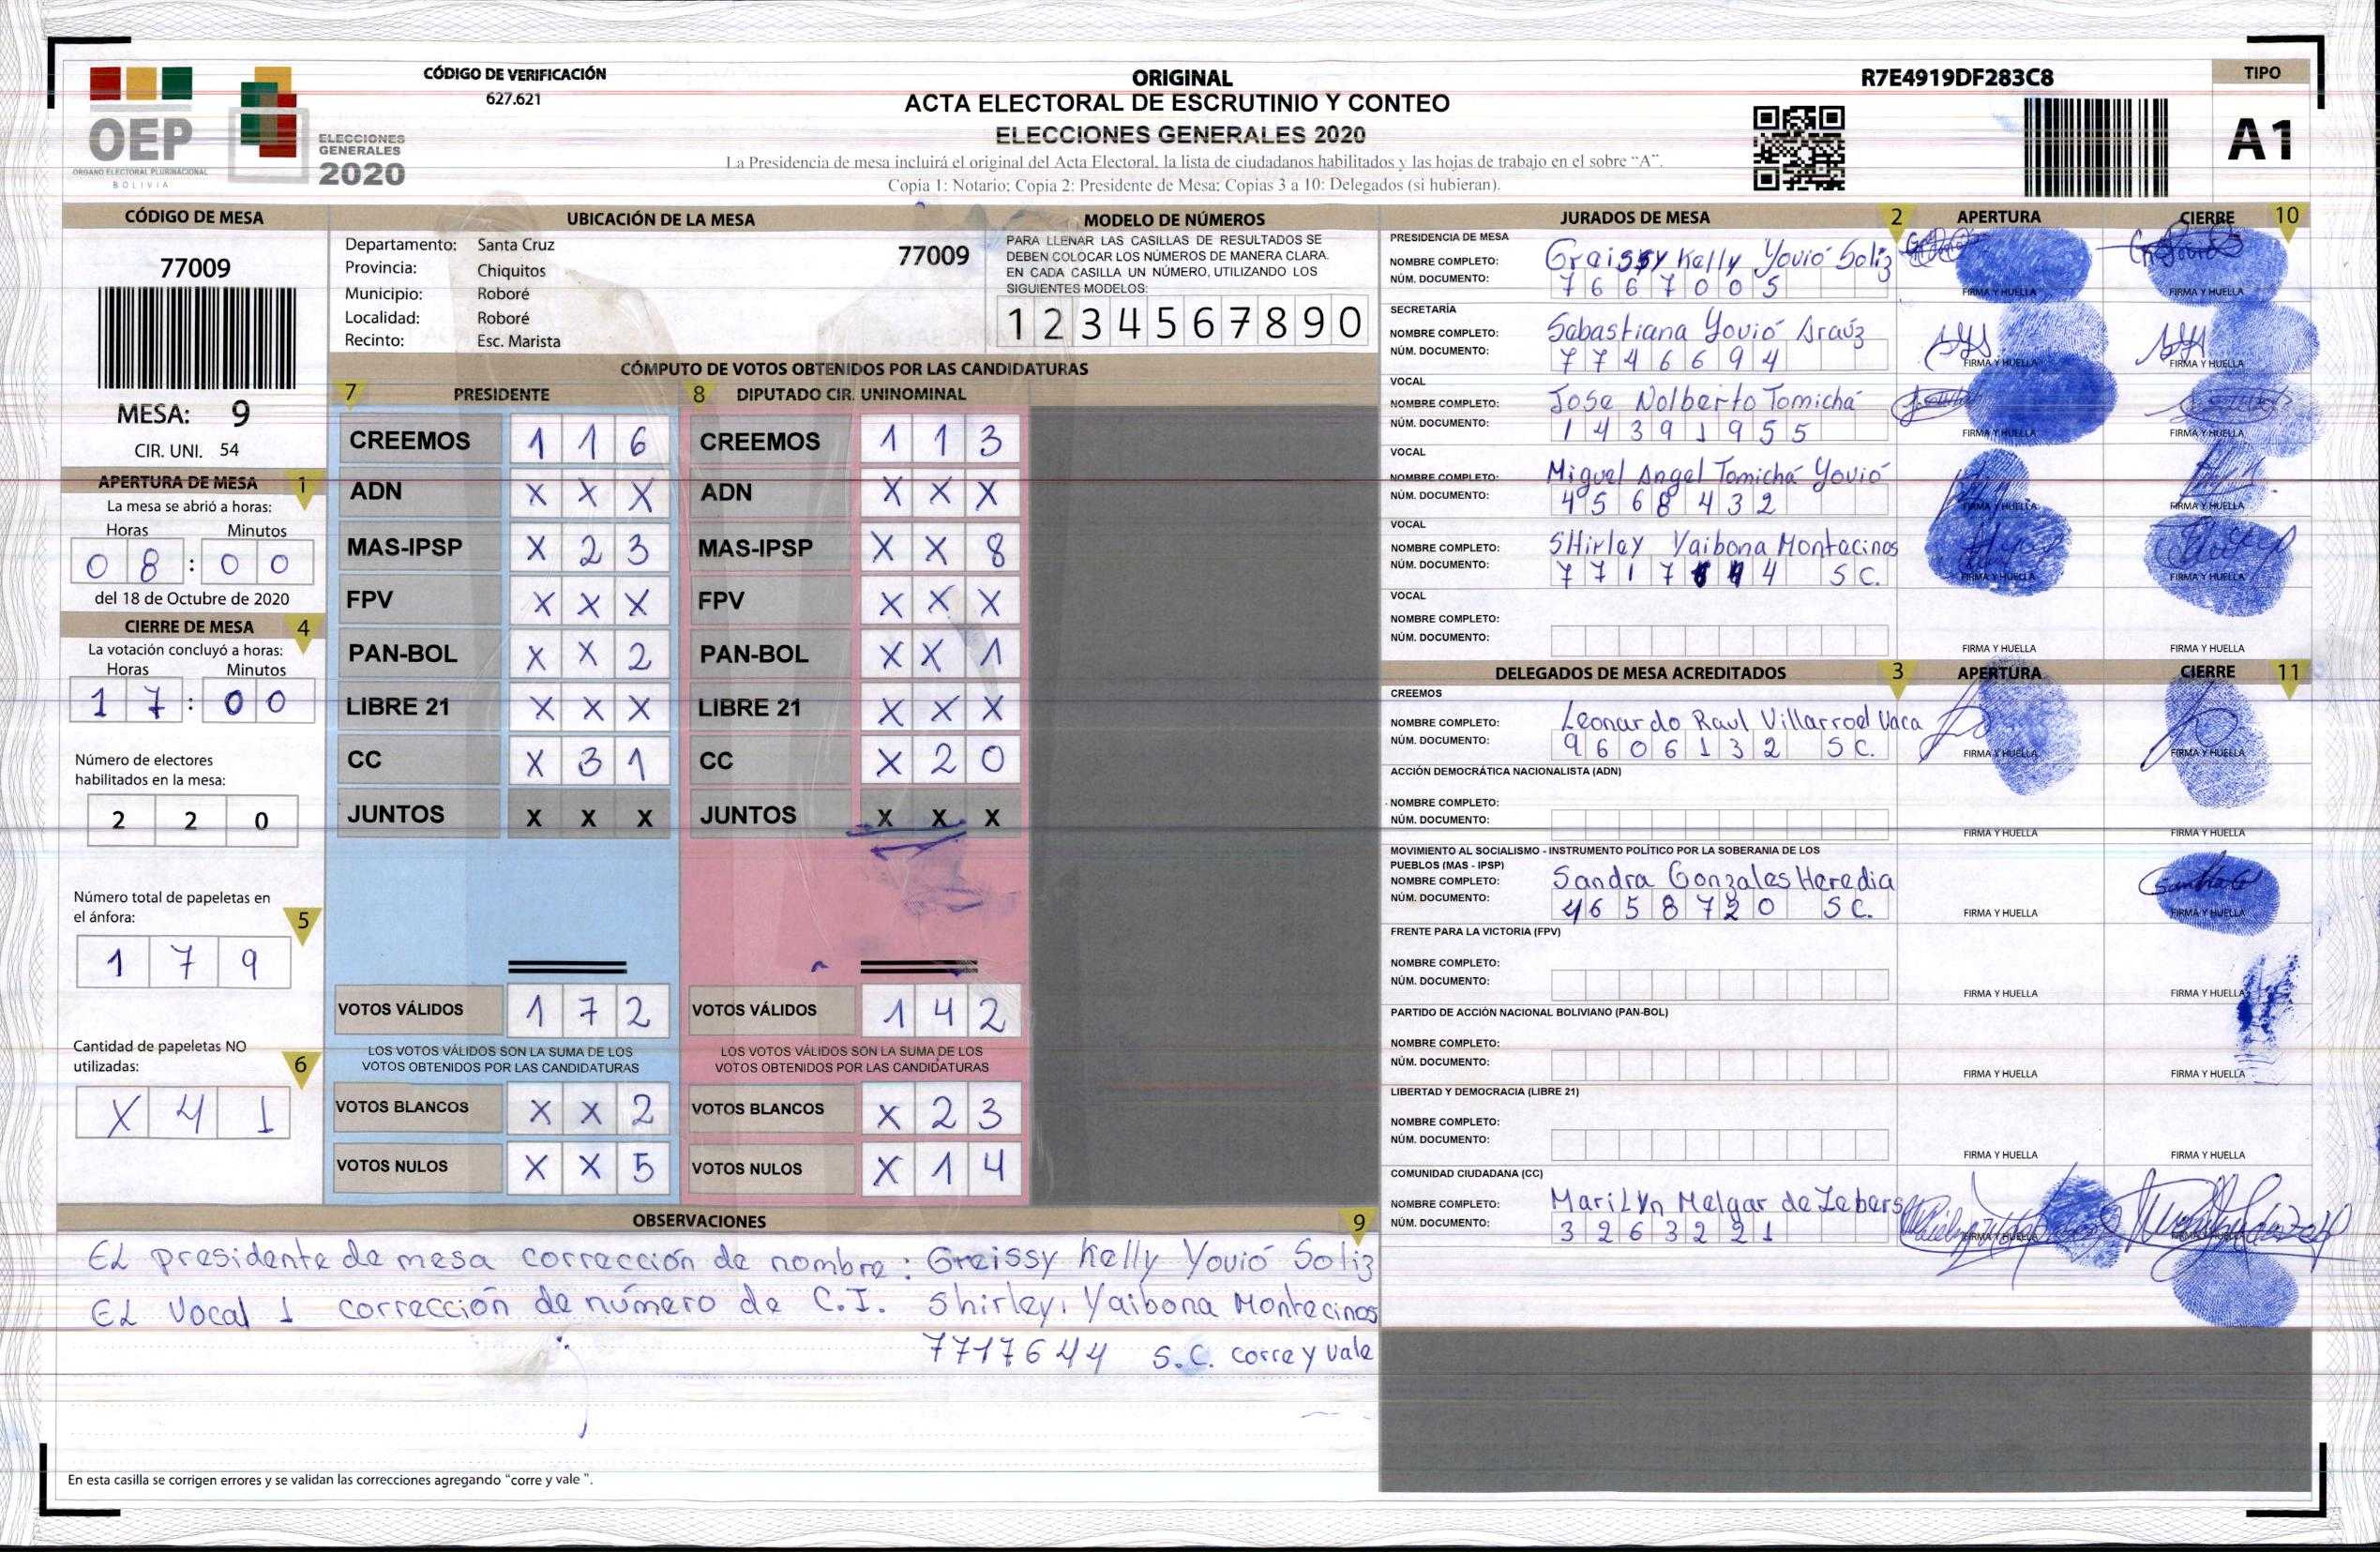 CÓDIGO DE VERIFICACIÓN
627.621
ORIGINAL
ACTA ELECTORAL DE ESCRUTINIO Y CONTEO
ELECCIONES GENERALES 2020
La Presidencia de mesa incluirá el original del Acta Electoral, la lista de ciudadanos habilitados y las hojas de trabajo en el sobre "A".
Copia 1: Notario; Copia 2: Presidente de Mesa; Copias 3 a 10: Delegados (si hubieran).
R7E4919DF283C8
TIPO
A1
OEP
ORGANO ELECTORAL PLURINACIONAL
BOLIVIA
ELECCIONES
GENERALES
2020
CÓDIGO DE MESA
77009
MESA: 9
CIR. UNI. 54
APERTURA DE MESA 1
La mesa se abrió a horas:
Horas Minutos
0 8 : 0 0
del 18 de Octubre de 2020
CIERRE DE MESA 4
La votación concluyó a horas:
Horas Minutos
1 7 : 0 0
Número de electores
habilitados en la mesa:
2 2 0
Número total de papeletas en
el ánfora: 5
1 7 9
Cantidad de papeletas NO
utilizadas: 6
X 4 1
UBICACIÓN DE LA MESA
Departamento: Santa Cruz
77009
Provincia: Chiquitos
Municipio: Roboré
Localidad: Roboré
Recinto: Esc. Marista
MODELO DE NÚMEROS
PARA LLENAR LAS CASILLAS DE RESULTADOS SE
DEBEN COLOCAR LOS NÚMEROS DE MANERA CLARA.
EN CADA CASILLA UN NÚMERO, UTILIZANDO LOS
SIGUIENTES MODELOS:
1 2 3 4 5 6 7 8 9 0
CÓMPUTO DE VOTOS OBTENIDOS POR LAS CANDIDATURAS
7 PRESIDENTE 8 DIPUTADO CIR. UNINOMINAL
CREEMOS 1 1 6 CREEMOS 1 1 3
ADN X X X ADN X X X
MAS-IPSP X 2 3 MAS-IPSP X X 8
FPV X X X FPV X X X
PAN-BOL X X 2 PAN-BOL X X 1
LIBRE 21 X X X LIBRE 21 X X X
CC X 3 1 CC X 2 0
JUNTOS X X X JUNTOS X X X
VOTOS VÁLIDOS 1 7 2 VOTOS VÁLIDOS 1 4 2
LOS VOTOS VÁLIDOS SON LA SUMA DE LOS LOS VOTOS VÁLIDOS SON LA SUMA DE LOS
VOTOS OBTENIDOS POR LAS CANDIDATURAS VOTOS OBTENIDOS POR LAS CANDIDATURAS
VOTOS BLANCOS X X 2 VOTOS BLANCOS X 2 3
VOTOS NULOS X X 5 VOTOS NULOS X 1 4
OBSERVACIONES 9
EL presidente de mesa corrección de nombre: Greissy Kelly Yovió Soliz
EL Vocal 1 corrección de número de C.I. Shirley Yaibona Montecinos
7717644 S.C. corre y vale
En esta casilla se corrigen errores y se validan las correcciones agregando "corre y vale ".
JURADOS DE MESA 2 APERTURA CIERRE 10
PRESIDENCIA DE MESA
NOMBRE COMPLETO: Greissy Kelly Yovió Soliz
NÚM. DOCUMENTO: 7 6 6 7 0 0 5
FIRMA Y HUELLA FIRMA Y HUELLA
SECRETARÍA
NOMBRE COMPLETO: Sebastiana Yovió Araúz
NÚM. DOCUMENTO: 7 7 4 6 6 9 4
FIRMA Y HUELLA FIRMA Y HUELLA
VOCAL
NOMBRE COMPLETO: Jose Nolberto Tomichá
NÚM. DOCUMENTO: 1 4 3 9 1 9 5 5
FIRMA Y HUELLA FIRMA Y HUELLA
VOCAL
NOMBRE COMPLETO: Miguel Angel Tomichá Yovió
NÚM. DOCUMENTO: 4 5 6 8 4 3 2
FIRMA Y HUELLA FIRMA Y HUELLA
VOCAL
NOMBRE COMPLETO: SHirley Yaibona Montecinos
NÚM. DOCUMENTO: 7 7 1 7 4 S C.
FIRMA Y HUELLA FIRMA Y HUELLA
VOCAL
NOMBRE COMPLETO:
NÚM. DOCUMENTO:
FIRMA Y HUELLA FIRMA Y HUELLA
DELEGADOS DE MESA ACREDITADOS 3 APERTURA CIERRE 11
CREEMOS
NOMBRE COMPLETO: Leonardo Raul Villarroel Vaca
NÚM. DOCUMENTO: 9 6 0 6 1 3 2 S C.
FIRMA Y HUELLA FIRMA Y HUELLA
ACCIÓN DEMOCRÁTICA NACIONALISTA (ADN)
NOMBRE COMPLETO:
NÚM. DOCUMENTO:
FIRMA Y HUELLA FIRMA Y HUELLA
MOVIMIENTO AL SOCIALISMO - INSTRUMENTO POLÍTICO POR LA SOBERANIA DE LOS
PUEBLOS (MAS - IPSP)
NOMBRE COMPLETO: Sandra Gonzales Heredia
NÚM. DOCUMENTO: 4 6 5 8 7 2 0 S C.
FIRMA Y HUELLA FIRMA Y HUELLA
FRENTE PARA LA VICTORIA (FPV)
NOMBRE COMPLETO:
NÚM. DOCUMENTO:
FIRMA Y HUELLA FIRMA Y HUELLA
PARTIDO DE ACCIÓN NACIONAL BOLIVIANO (PAN-BOL)
NOMBRE COMPLETO:
NÚM. DOCUMENTO:
FIRMA Y HUELLA FIRMA Y HUELLA
LIBERTAD Y DEMOCRACIA (LIBRE 21)
NOMBRE COMPLETO:
NÚM. DOCUMENTO:
FIRMA Y HUELLA FIRMA Y HUELLA
COMUNIDAD CIUDADANA (CC)
NOMBRE COMPLETO: MariLyn Melgar de Lebers
NÚM. DOCUMENTO: 3 2 6 3 2 2 1
FIRMA Y HUELLA FIRMA Y HUELLA